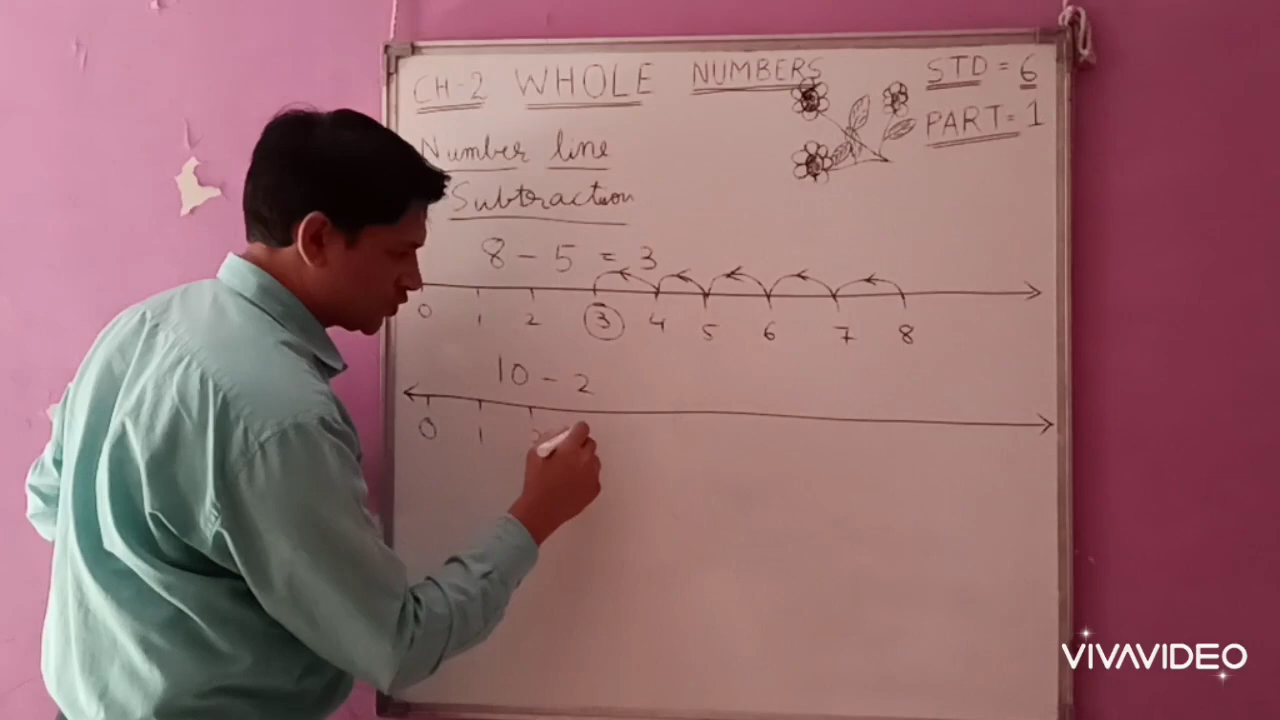 CH-2 WHOLE NUMBERS
STD = 6
PART = 1
Number line
Subtraction
8 - 5 = 3
0 1 2 3 4 5 6 7 8
10 - 2
0 1 2
VIVAVIDEO